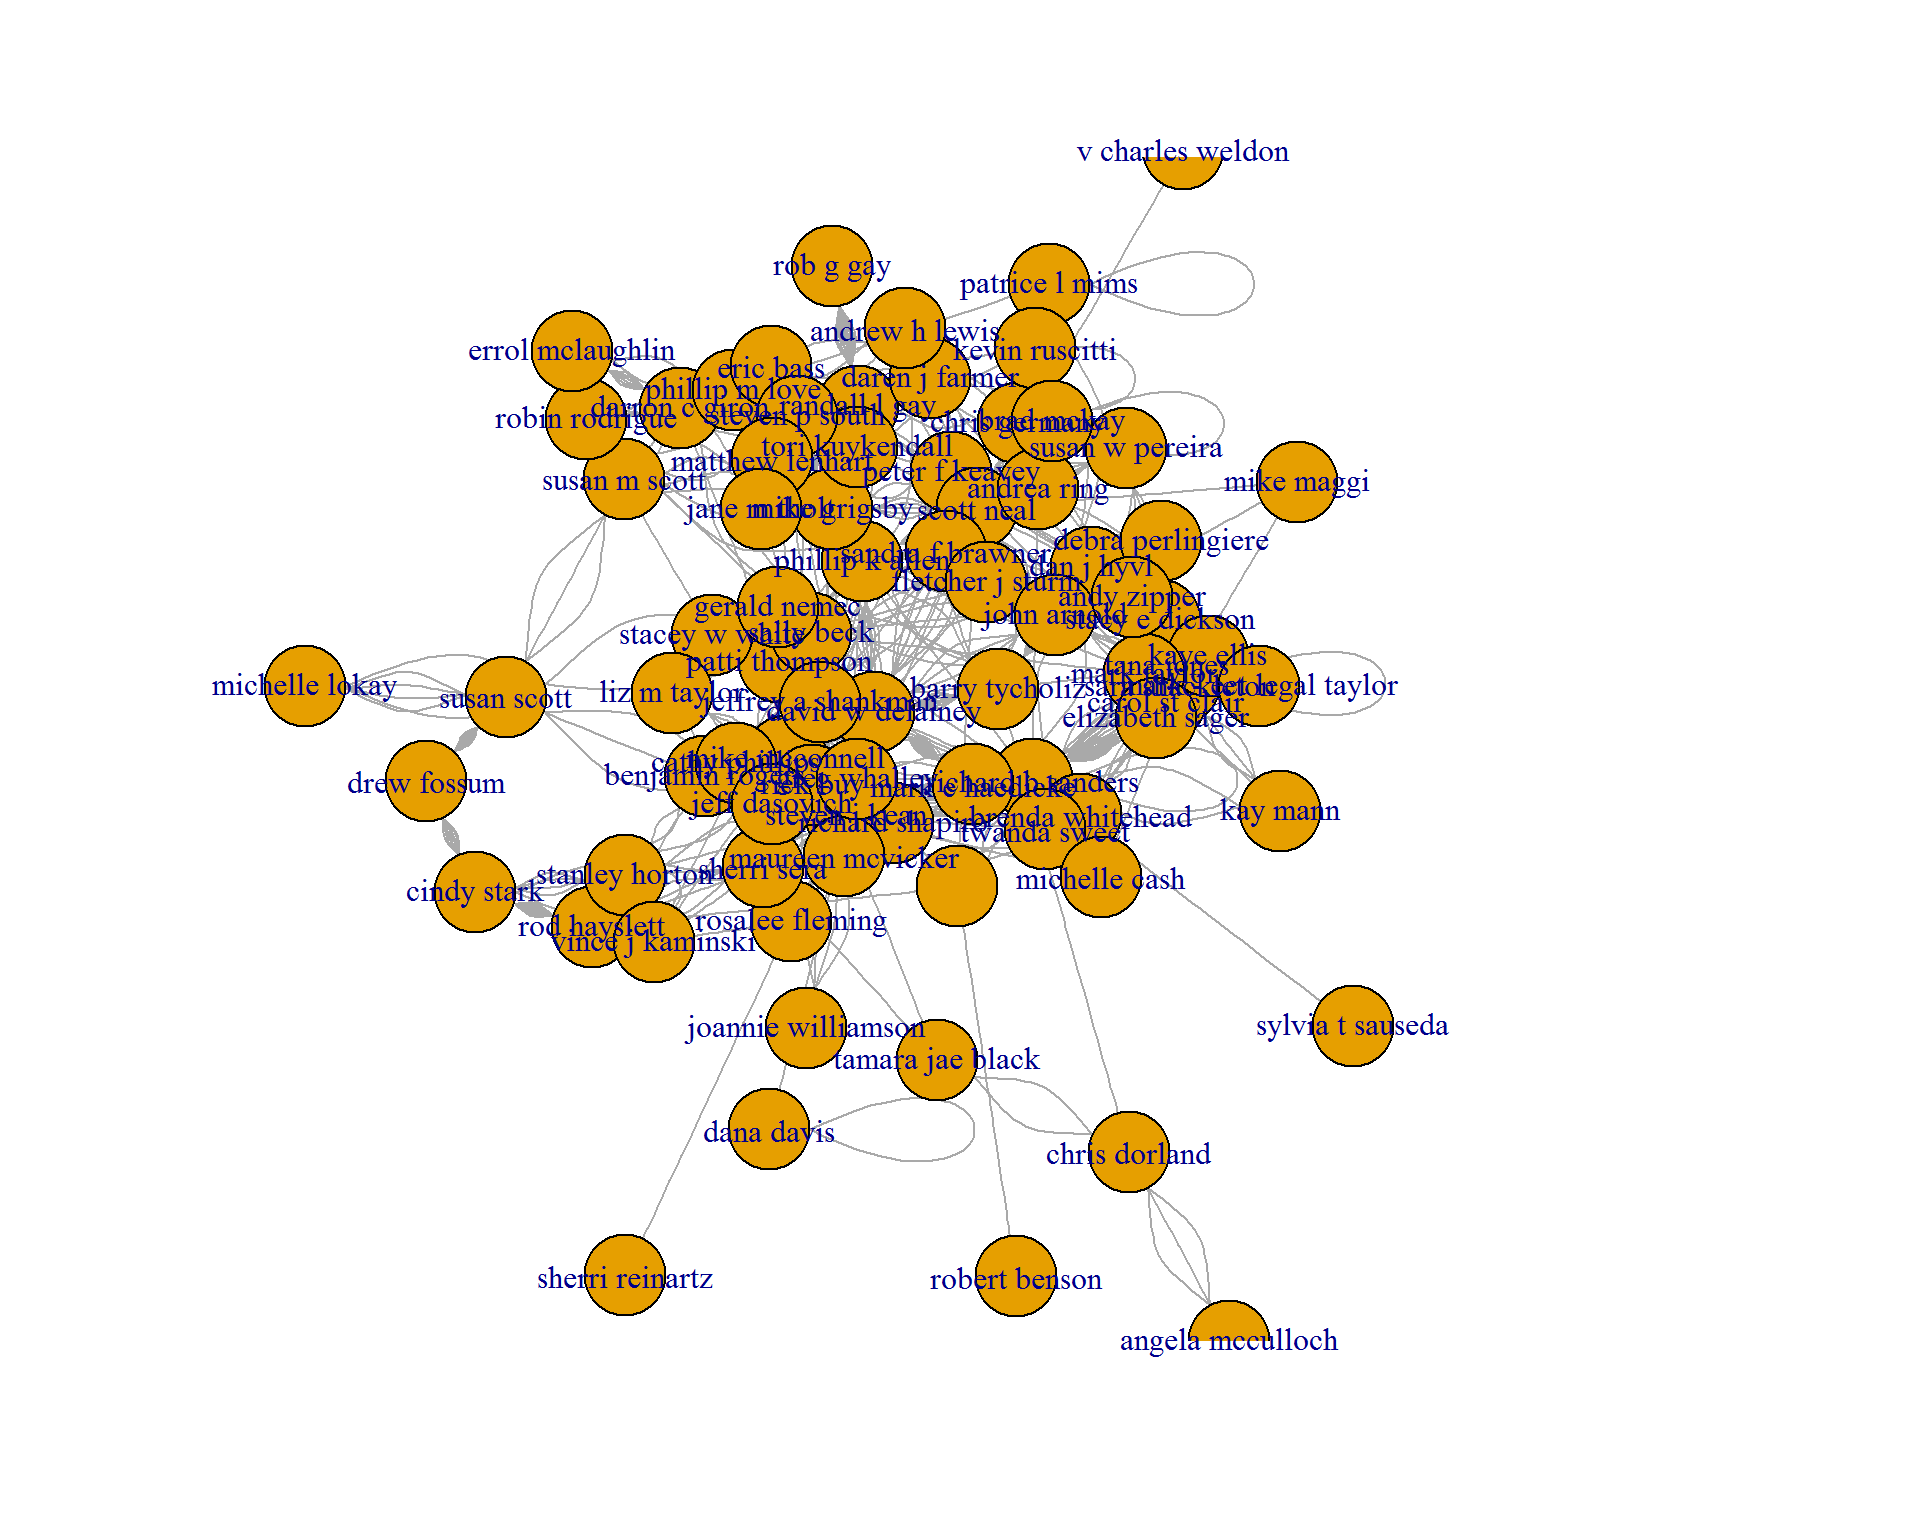 v charles weldon
rob g gay
patrice l mims
andrew h lewis
errol mclaughlin
kevin ruscitti
eric bass
daren j farmer
phillip m love
darron c giron
randall l gay
robin rodrigue
steven p south
chris germany
brad mckay
tori kuykendall
susan w pereira
matthew lenhart
peter f keavey
susan m scott
andrea ring
mike maggi
jane m tholt
mike grigsby
scott neal
debra perlingiere
sandra f brawner
phillip k allen
dan j hyvl
fletcher j sturm
andy zipper
gerald nemec
john arnold
stacy e dickson
stacey w white
sally beck
kaye ellis
patti thompson
tana jones
mark taylor
michelle lokay
susan scott
liz m taylor
barry tycholiz
sara shackleton
legal taylor
jeffrey a shankman
carol st clair
david w delainey
elizabeth sager
mike mcconnell
cathy phillips
benjamin rogers
greg whalley
richard b sanders
drew fossum
rick buy
mark e haedicke
jeff dasovich
kay mann
steven j kean
richard shapiro
brenda whitehead
twanda sweet
maureen mcvicker
sherri sera
stanley horton
michelle cash
cindy stark
rosalee fleming
rod hayslett
vince j kaminski
joannie williamson
sylvia t sauseda
tamara jae black
dana davis
chris dorland
sherri reinartz
robert benson
angela mcculloch